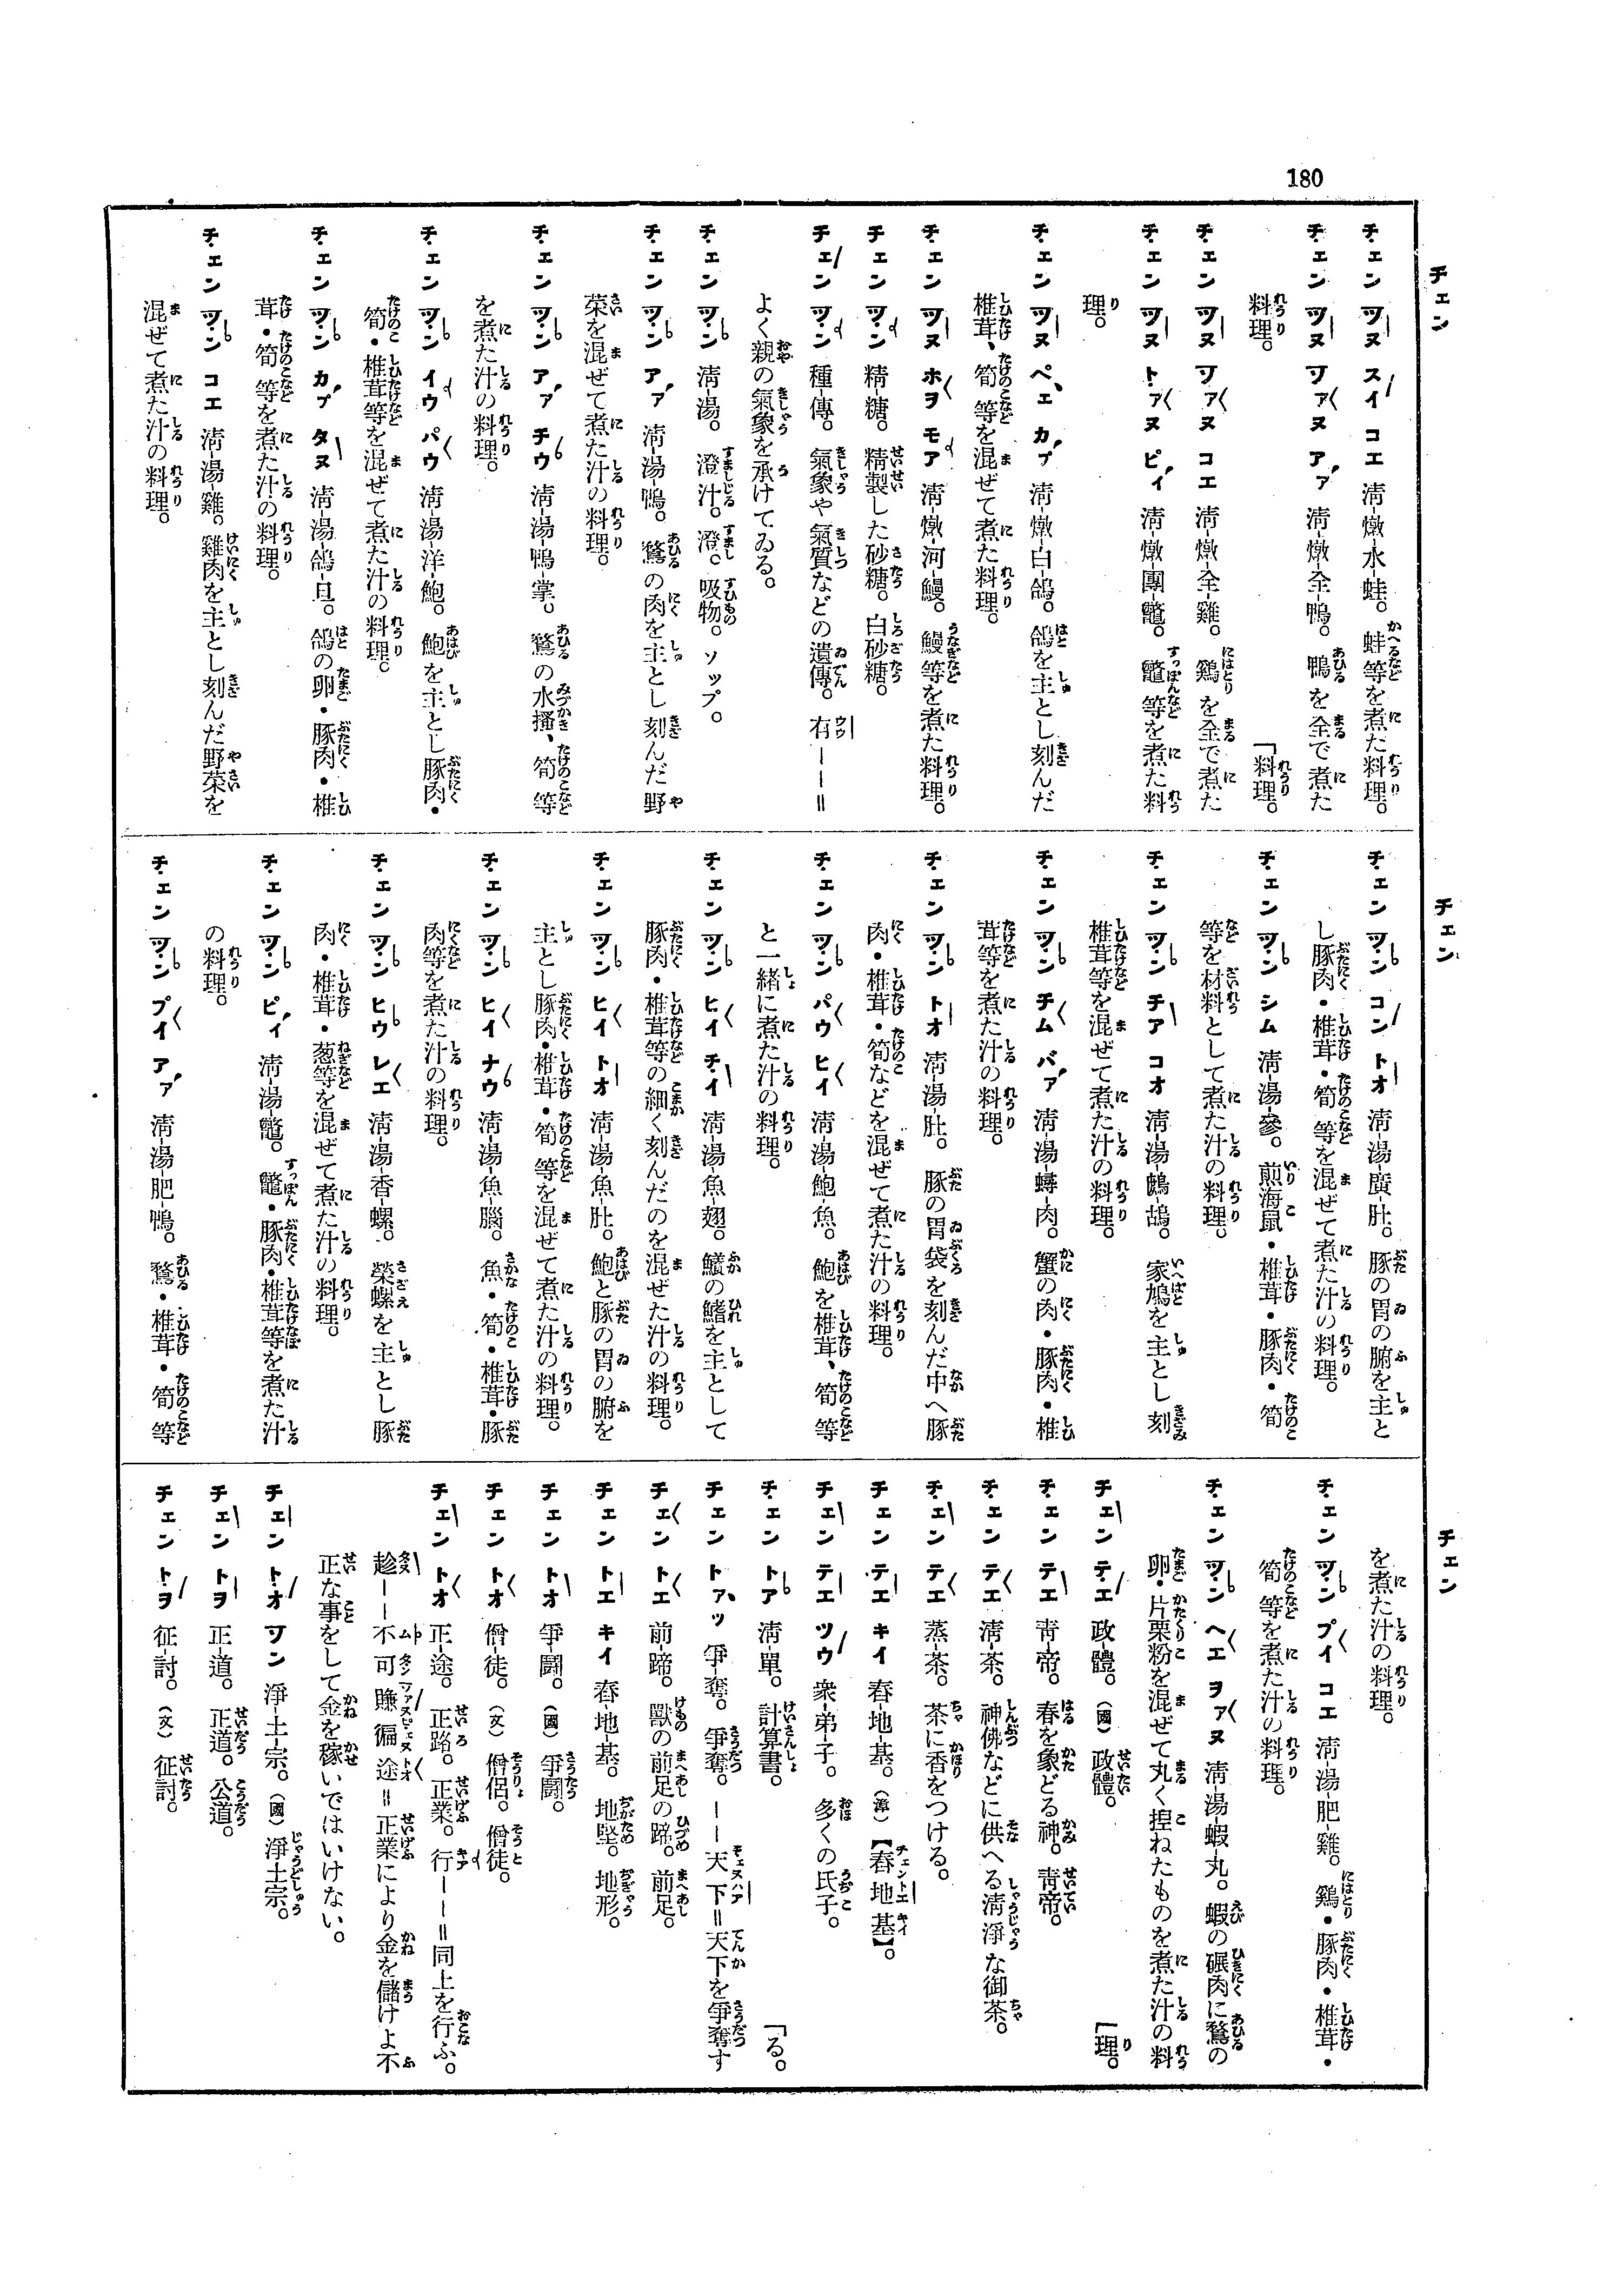 180
チェン
チェン
チェン
チェン ツヌ スイ コエ 淸-燉-水-蛙。 蛙等を煮た料理。
チェン ツヌ ツァヌ アァ 淸-燉-全-鴨。 鴨を全で煮た
料理。
チェン ツヌ ツァヌ コエ 淸-燉-全-雞。 鷄を全で煮た
「料理。
チェン ツヌ トァヌ ピィ 淸-燉-團-鼈。 鼈等を煮た料
理。
チェン ツヌ ペェ カプ 淸-燉-白-鴿。 鴿を主とし刻んだ
椎茸、筍等を混ぜて煮た料理。
チェン ツヌ ホヲ モア 淸-燉-河-鰻。 鰻等を煮た料理。
チェン ツン 精-糖。 精製した砂糖。白砂糖。
チェン ツン 種-傳。 氣象や氣質などの遺傳。 有——=
よく親の氣象を承けてゐる。
チェン ツン 淸-湯。 澄汁。澄。吸物。ソップ。
チェン ツン アァ 淸-湯-鴨。 鶩の肉を主とし刻んだ野
菜を混ぜて煮た汁の料理。
チェン ツン アァ チウ 淸-湯-鴨-掌。 鶩の水搔、筍等
を煮た汁の料理。
チェン ツン イウ パウ 淸-湯-洋-鮑。 鮑を主とし豚肉・
筍・椎茸等を混ぜて煮た汁の料理。
チェン ツン カプ タヌ 淸-湯-鴿-旦。 鴿の卵・豚肉・椎
茸・筍等を煮た汁の料理。
チェン ツン コエ 淸-湯-雞。 雞肉を主とし刻んだ野菜を
混ぜて煮た汁の料理。
チェン ツン コン トオ 淸-湯-廣-肚。 豚の胃の腑を主と
し豚肉・椎茸・筍等を混ぜて煮た汁の料理。
チェン ツン シム 淸-湯-參。 煎海鼠・椎茸・豚肉・筍
等を材料として煮た汁の料理。
チェン ツン チア コオ 淸-湯-鷓-鴣。 家鳩を主とし刻
椎茸等を混ぜて煮た汁の料理。
チェン ツン チム バァ 淸-湯-蟳-肉。 蟹の肉・豚肉・椎
茸等を煮た汁の料理。
チェン ツン トオ 淸-湯-肚。 豚の胃袋を刻んだ中へ豚
肉・椎茸・筍などを混ぜて煮た汁の料理。
チェン ツン パウ ヒイ 淸-湯-鮑-魚。 鮑を椎茸、筍等
と一緒に煮た汁の料理。
チェン ツン ヒイ チイ 淸-湯-魚-翅。 鱶の鰭を主として
豚肉・椎茸等の細く刻んだのを混ぜた汁の料理。
チェン ツン ヒイ トオ 淸-湯-魚-肚。 鮑と豚の胃の腑を
主とし豚肉・椎茸・筍等を混ぜて煮た汁の料理。
チェン ツン ヒイ ナウ 淸-湯-魚-腦。 魚・筍・椎茸・豚
肉等を煮た汁の料理。
チェン ツン ヒウ レエ 淸-湯-香-螺。 榮螺を主とし豚
肉・椎茸・葱等を混ぜて煮た汁の料理。
チェン ツン ピィ 淸-湯-鼈。 鼈・豚肉・椎茸等を煮た汁
の料理。
チェン ツン プイ アァ 淸-湯-肥-鴨。 鶩・椎茸・筍等
を煮た汁の料理。
チェン ツン プイ コエ 淸-湯-肥-雞。 鷄・豚肉・椎茸・
筍等を煮た汁の料理。
チェン ツン ヘエ ヲァヌ 淸-湯-蝦-丸。 蝦の碾肉に鶩の
卵・片栗粉を混ぜて丸く捏ねたものを煮た汁の料
「理。
チェン テエ 政-體。(國) 政體。
チェン テエ 靑-帝。 春を象どる神。靑帝。
チェン テエ 淸-茶。 神佛などに供へる淸淨な御茶。
チェン テエ 蒸-茶。 茶に香をつける。
チェン テエ キイ 舂-地-基。(漳)【舂地基】。
チェン テエ ツウ 衆-弟-子。 多くの氏子。
チェン トア 淸-單。 計算書。
「る。
チェン トァッ 爭-奪。 爭奪。 ——天下=天下を爭奪す
チェン トエ 前-蹄。 獸の前足の蹄。前足。
チェン トエ キイ 舂-地-基。 地堅。地形。
チェン トオ 爭-鬪。(國) 爭鬪。
チェン トオ 僧-徒。(文) 僧侶。僧徒。
チェン トオ 正-途。 正路。正業。行——=同上を行ふ。
趁——不可賺偏途=正業により金を儲けよ不
正な事をして金を稼いではいけない。
チェン トオ ツン 淨-土-宗。(國) 淨土宗。
チェン トヲ 正-道。 正道。公道。
チェン トヲ 征-討。(文) 征討。